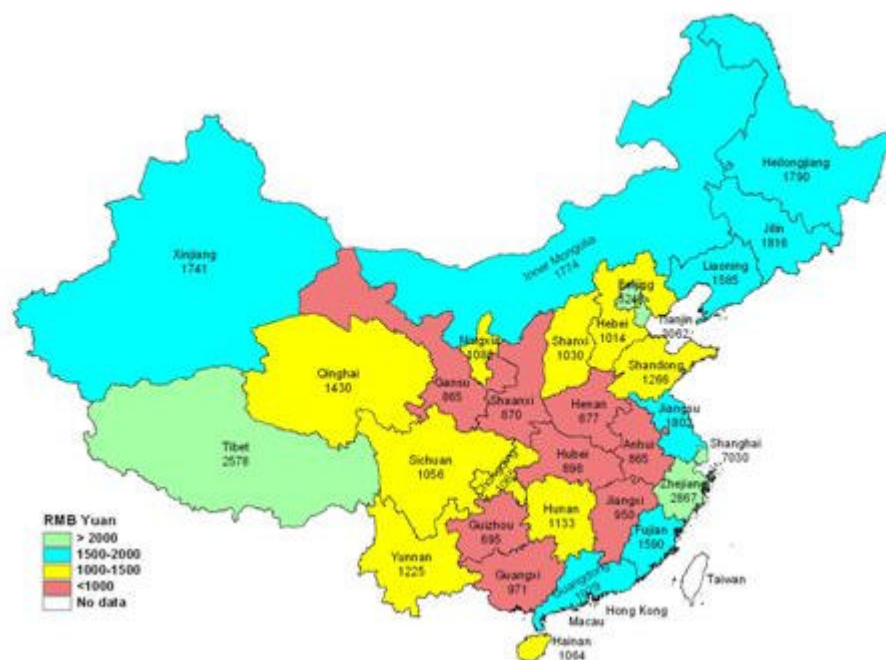 Heilongjiang
1790
Jilin
1816
Liaoning
1585
Inner Mongolia
1774
Xinjiang
1741
Beijing
Tianjin
Hebei
1014
Shanxi
1030
Ningxia
Shandong
1266
Qinghai
1430
Gansu
865
Shaanxi
870
Henan
677
Jiangsu
Shanghai
7030
Anhui
865
Tibet
2578
Sichuan
1056
Chongqing
Hubei
898
Zhejiang
2867
Hunan
1133
Jiangxi
950
Fujian
1590
Guizhou
695
Yunnan
1225
Guangxi
971
Guangdong
Taiwan
Hong Kong
Macau
Hainan
1064
RMB Yuan
> 2000
1500-2000
1000-1500
<1000
No data